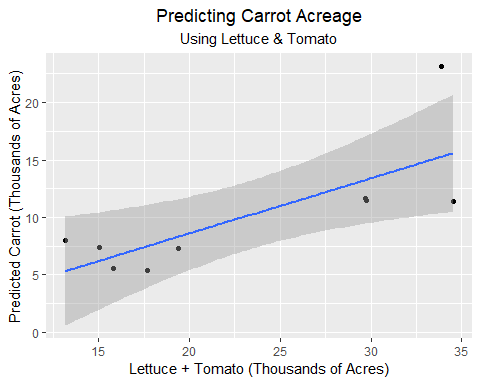 Predicting Carrot Acreage
Using Lettuce & Tomato
Predicted Carrot (Thousands of Acres)
20
15
10
5
0
15
20
25
30
35
Lettuce + Tomato (Thousands of Acres)